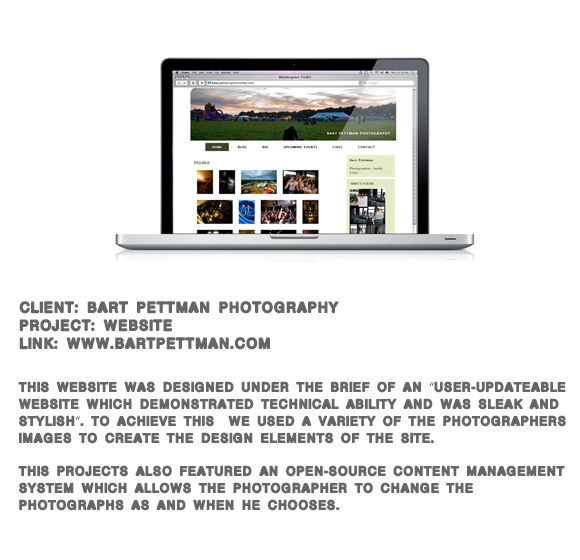 BART PETTMAN PHOTOGRAPHY
HOME BLOG BIO UPCOMING EVENTS LINKS CONTACT
Home
Bart Pettman
CLIENT: BART PETTMAN PHOTOGRAPHY
PROJECT: WEBSITE
LINK: WWW.BARTPETTMAN.COM
THIS WEBSITE WAS DESIGNED UNDER THE BRIEF OF AN "USER-UPDATEABLE
WEBSITE WHICH DEMONSTRATED TECHNICAL ABILITY AND WAS SLEAK AND
STYLISH". TO ACHIEVE THIS WE USED A VARIETY OF THE PHOTOGRAPHERS
IMAGES TO CREATE THE DESIGN ELEMENTS OF THE SITE.
THIS PROJECTS ALSO FEATURED AN OPEN-SOURCE CONTENT MANAGEMENT
SYSTEM WHICH ALLOWS THE PHOTOGRAPHER TO CHANGE THE
PHOTOGRAPHS AS AND WHEN HE CHOOSES.